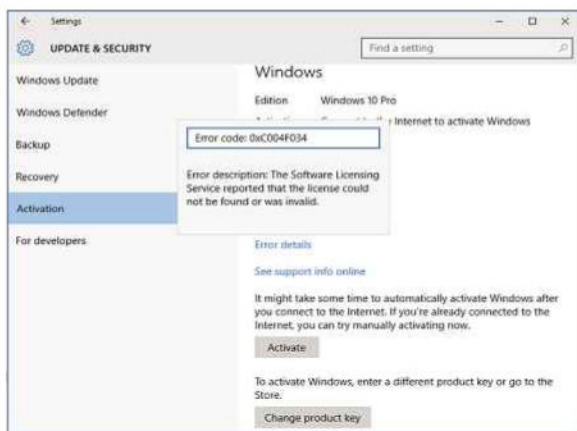 Settings
UPDATE & SECURITY
Find a setting
Windows Update
Windows Defender
Backup
Recovery
Activation
For developers
Windows
Edition Windows 10 Pro
Internet to activate Windows
Error code: 0xC004F034
Error description: The Software Licensing
Service reported that the license could
not be found or was invalid.
Error details
See support info online
It might take some time to automatically activate Windows after
you connect to the Internet. If you're already connected to the
Internet, you can try manually activating now.
Activate
To activate Windows, enter a different product key or go to the
Store.
Change product key